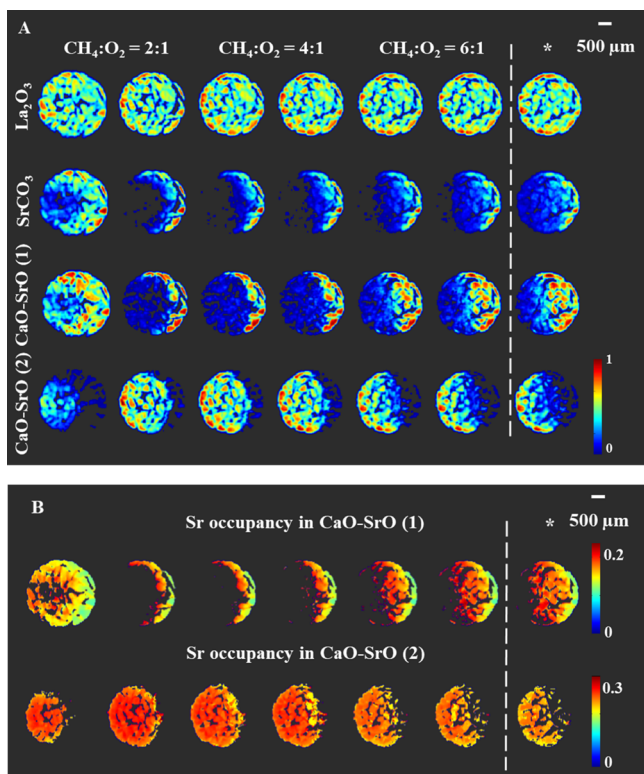 A
CH₄:O₂ = 2:1 CH₄:O₂ = 4:1 CH₄:O₂ = 6:1 * 500 µm
La₂O₃
SrCO₃
CaO-SrO (1)
CaO-SrO (2)
1
0
B
Sr occupancy in CaO-SrO (1) * 500 µm
0.2
0
Sr occupancy in CaO-SrO (2)
0.3
0